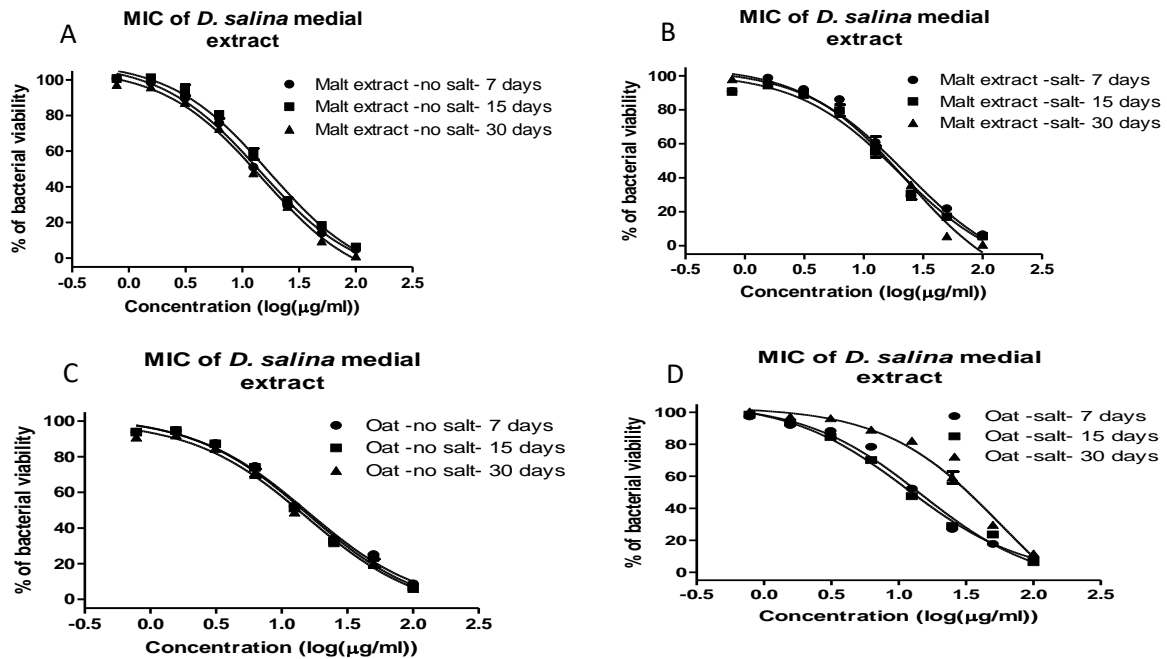 A
MIC of D. salina medial
extract
Malt extract -no salt- 7 days
Malt extract -no salt- 15 days
Malt extract -no salt- 30 days
% of bacterial viability
100
80
60
40
20
0
-0.5 0.0 0.5 1.0 1.5 2.0 2.5
Concentration (log(μg/ml))
B
MIC of D. salina medial
extract
Malt extract -salt- 7 days
Malt extract -salt- 15 days
Malt extract -salt- 30 days
% of bacterial viability
100
80
60
40
20
0
-0.5 0.0 0.5 1.0 1.5 2.0 2.5
Concentration (log(μg/ml))
C
MIC of D. salina medial
extract
Oat -no salt- 7 days
Oat -no salt- 15 days
Oat -no salt- 30 days
% of bacterial viability
100
80
60
40
20
0
-0.5 0.0 0.5 1.0 1.5 2.0 2.5
Concentration (log(μg/ml))
D
MIC of D. salina medial
extract
Oat -salt- 7 days
Oat -salt- 15 days
Oat -salt- 30 days
% of bacterial viability
100
80
60
40
20
0
-0.5 0.0 0.5 1.0 1.5 2.0 2.5
Concentration (log(μg/ml))